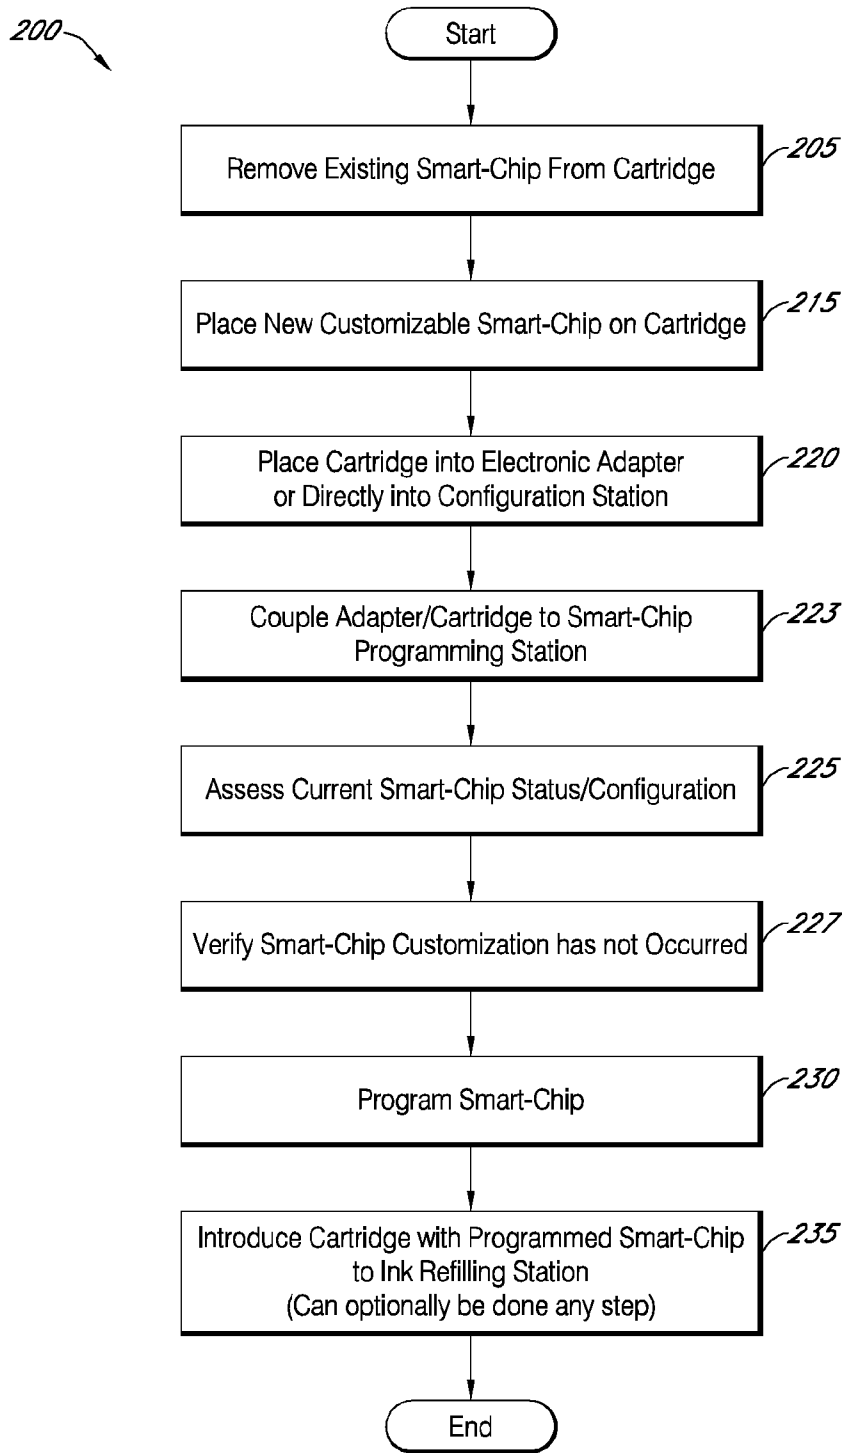 200
Start
Remove Existing Smart-Chip From Cartridge
205
Place New Customizable Smart-Chip on Cartridge
215
Place Cartridge into Electronic Adapter
or Directly into Configuration Station
220
Couple Adapter/Cartridge to Smart-Chip
Programming Station
223
Assess Current Smart-Chip Status/Configuration
225
Verify Smart-Chip Customization has not Occurred
227
Program Smart-Chip
230
Introduce Cartridge with Programmed Smart-Chip
to Ink Refilling Station
(Can optionally be done any step)
235
End